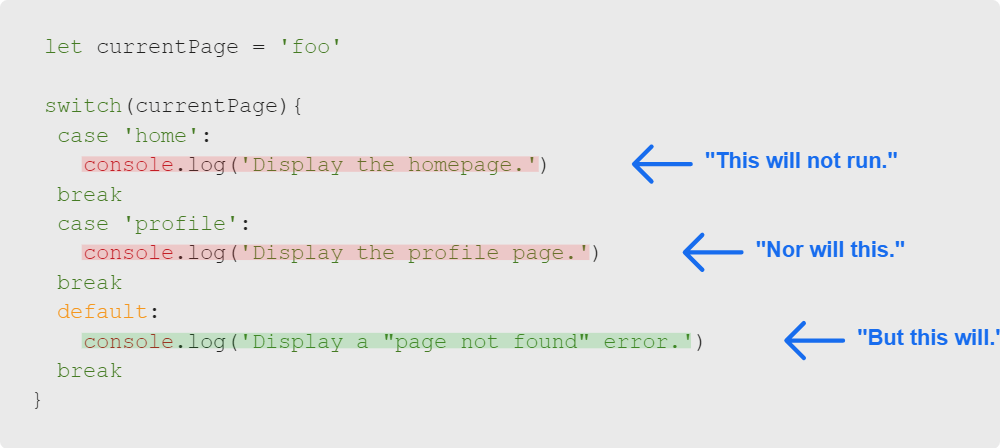 let currentPage = 'foo'
switch(currentPage){
case 'home':
console.log('Display the homepage.') "This will not run."
break
case 'profile':
console.log('Display the profile page.') "Nor will this."
break
default:
console.log('Display a "page not found" error.') "But this will."
break
}